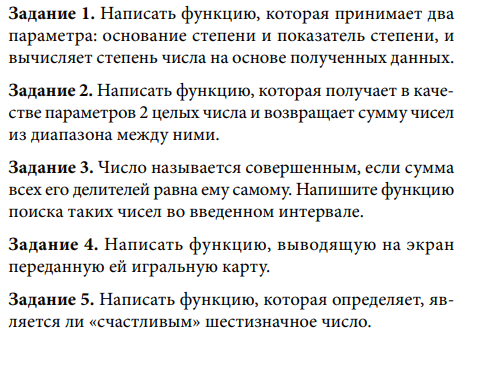 Задание 1. Написать функцию, которая принимает два
параметра: основание степени и показатель степени, и
вычисляет степень числа на основе полученных данных.
Задание 2. Написать функцию, которая получает в каче-
стве параметров 2 целых числа и возвращает сумму чисел
из диапазона между ними.
Задание 3. Число называется совершенным, если сумма
всех его делителей равна ему самому. Напишите функцию
поиска таких чисел во введенном интервале.
Задание 4. Написать функцию, выводящую на экран
переданную ей игральную карту.
Задание 5. Написать функцию, которая определяет, яв-
ляется ли «счастливым» шестизначное число.